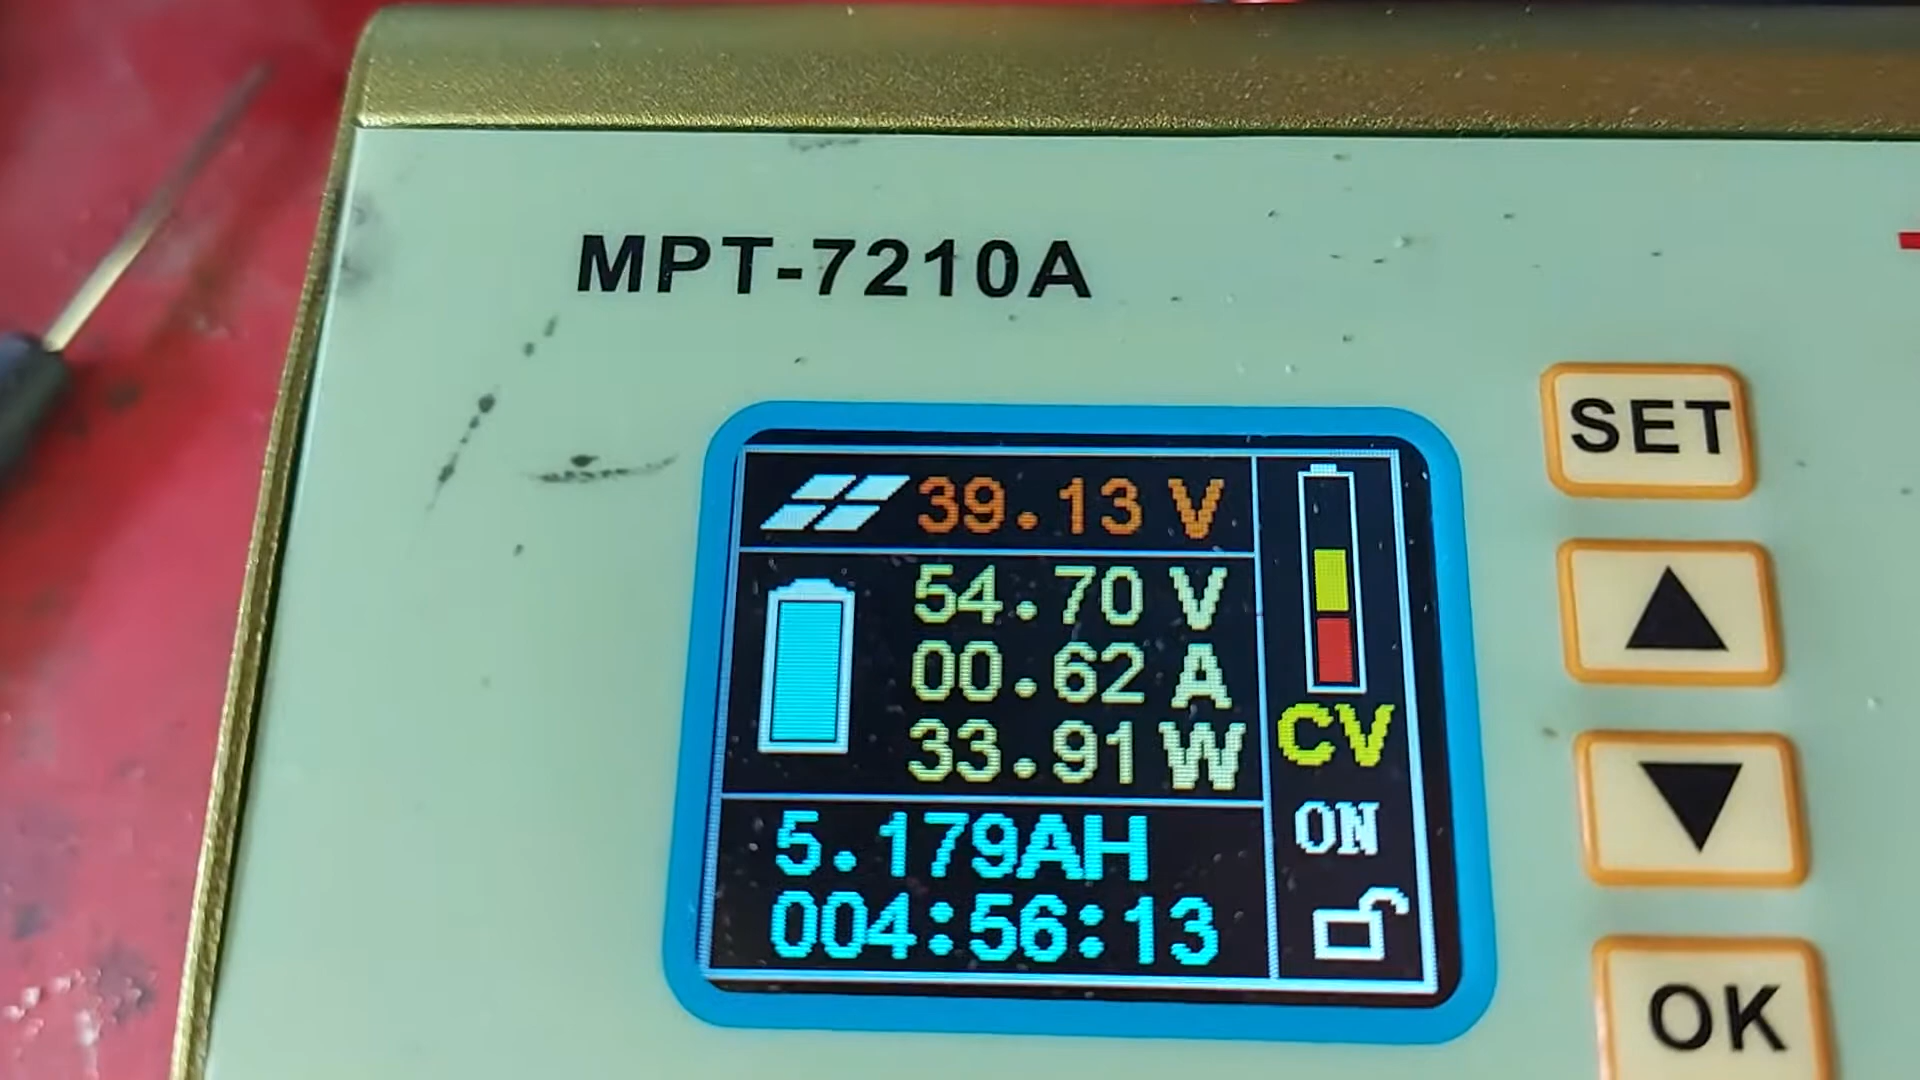 MPT-7210A
39.13 V
54.70 V
00.62 A
33.91 W
5.179AH
004:56:13
CV
ON
SET
OK